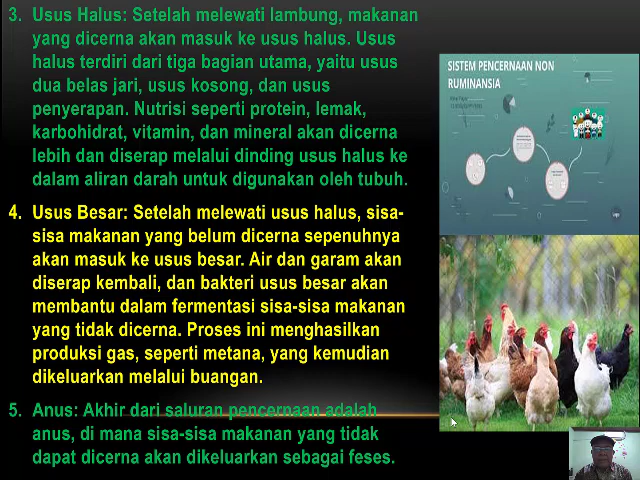 3. Usus Halus: Setelah melewati lambung, makanan
yang dicerna akan masuk ke usus halus. Usus
halus terdiri dari tiga bagian utama, yaitu usus
dua belas jari, usus kosong, dan usus
penyerapan. Nutrisi seperti protein, lemak,
karbohidrat, vitamin, dan mineral akan dicerna
lebih dan diserap melalui dinding usus halus ke
dalam aliran darah untuk digunakan oleh tubuh.
4. Usus Besar: Setelah melewati usus halus, sisa-
sisa makanan yang belum dicerna sepenuhnya
akan masuk ke usus besar. Air dan garam akan
diserap kembali, dan bakteri usus besar akan
membantu dalam fermentasi sisa-sisa makanan
yang tidak dicerna. Proses ini menghasilkan
produksi gas, seperti metana, yang kemudian
dikeluarkan melalui buangan.
5. Anus: Akhir dari saluran pencernaan adalah
anus, di mana sisa-sisa makanan yang tidak
dapat dicerna akan dikeluarkan sebagai feses.
SISTEM PENCERNAAN NON
RUMINANSIA